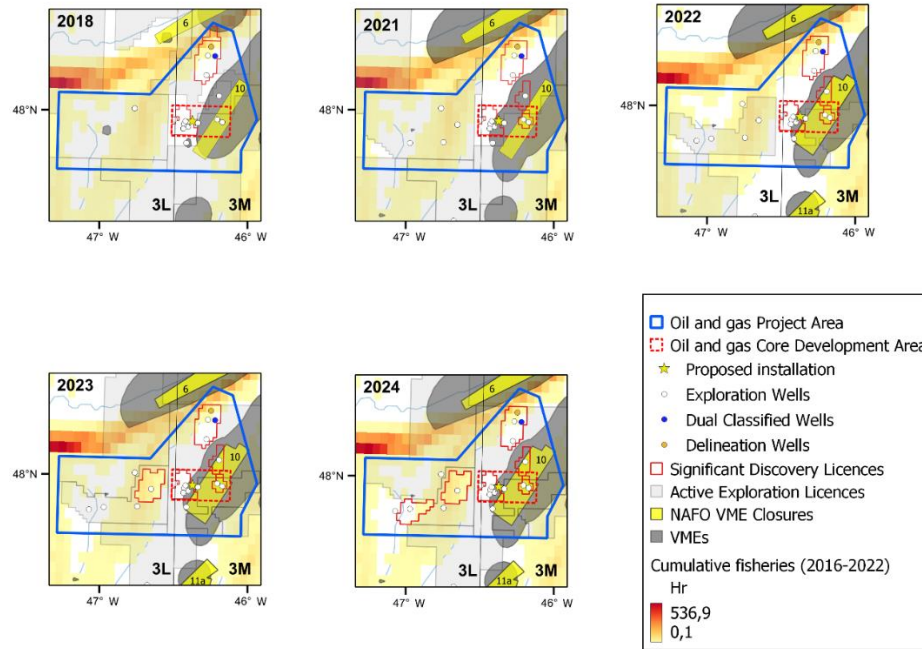 2018
6
10
48°N
3L 3M
47° W
46° W
2021
6
10
3L 3M
47° W
46° W
2022
6
10
48°N
3L 3M
11a
47° W
46° W
2023
6
10
48°N
3L 3M
11a
47° W
46° W
2024
6
10
3L 3M
11a
47° W
46° W
Oil and gas Project Area
Oil and gas Core Development Area
Proposed installation
Exploration Wells
Dual Classified Wells
Delineation Wells
Significant Discovery Licences
Active Exploration Licences
NAFO VME Closures
VMEs
Cumulative fisheries (2016-2022)
Hr
536,9
0,1